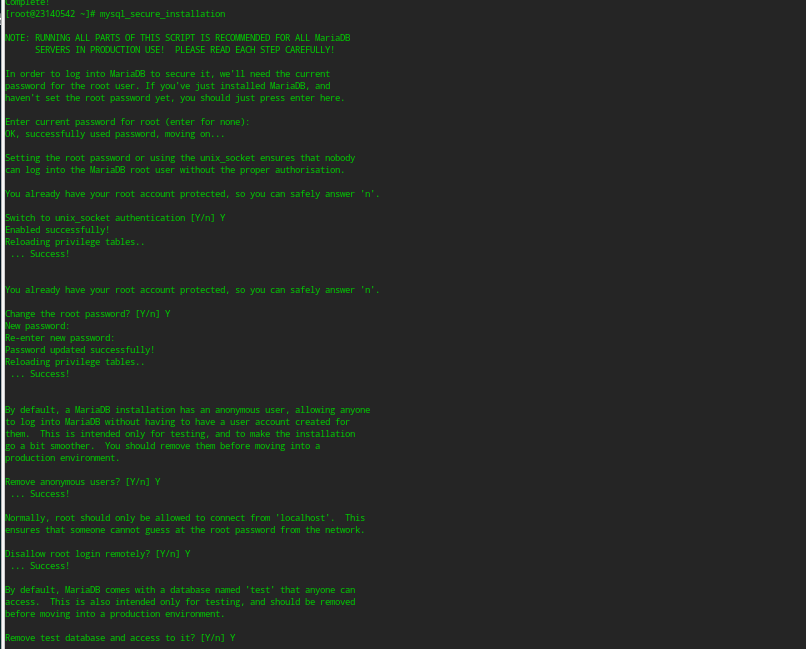 Complete!
[root@23140542 ~]# mysql_secure_installation
NOTE: RUNNING ALL PARTS OF THIS SCRIPT IS RECOMMENDED FOR ALL MariaDB
SERVERS IN PRODUCTION USE!  PLEASE READ EACH STEP CAREFULLY!
In order to log into MariaDB to secure it, we'll need the current
password for the root user. If you've just installed MariaDB, and
haven't set the root password yet, you should just press enter here.
Enter current password for root (enter for none):
OK, successfully used password, moving on...
Setting the root password or using the unix_socket ensures that nobody
can log into the MariaDB root user without the proper authorisation.
You already have your root account protected, so you can safely answer 'n'.
Switch to unix_socket authentication [Y/n] Y
Enabled successfully!
Reloading privilege tables..
... Success!
You already have your root account protected, so you can safely answer 'n'.
Change the root password? [Y/n] Y
New password:
Re-enter new password:
Password updated successfully!
Reloading privilege tables..
... Success!
By default, a MariaDB installation has an anonymous user, allowing anyone
to log into MariaDB without having to have a user account created for
them.  This is intended only for testing, and to make the installation
go a bit smoother.  You should remove them before moving into a
production environment.
Remove anonymous users? [Y/n] Y
... Success!
Normally, root should only be allowed to connect from 'localhost'.  This
ensures that someone cannot guess at the root password from the network.
Disallow root login remotely? [Y/n] Y
... Success!
By default, MariaDB comes with a database named 'test' that anyone can
access.  This is also intended only for testing, and should be removed
before moving into a production environment.
Remove test database and access to it? [Y/n] Y